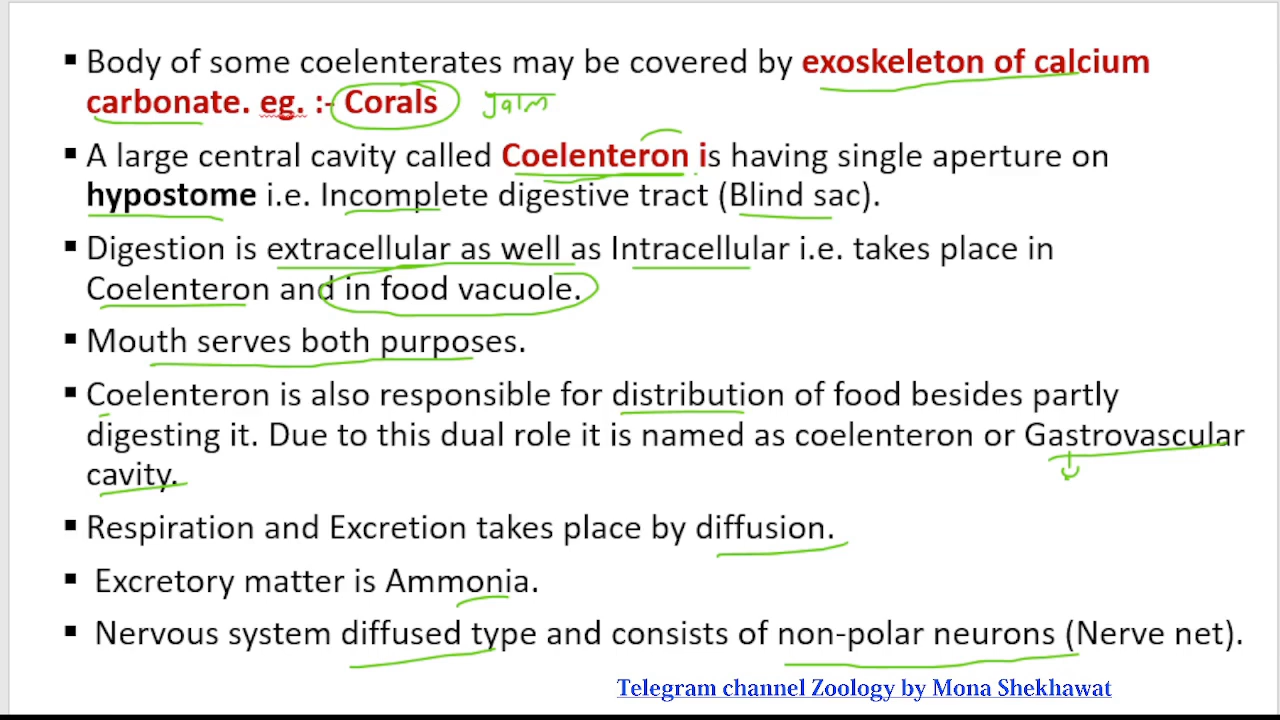 ▪ Body of some coelenterates may be covered by exoskeleton of calcium
carbonate. eg. :- Corals
▪ A large central cavity called Coelenteron is having single aperture on
hypostome i.e. Incomplete digestive tract (Blind sac).
▪ Digestion is extracellular as well as Intracellular i.e. takes place in
Coelenteron and in food vacuole.
▪ Mouth serves both purposes.
▪ Coelenteron is also responsible for distribution of food besides partly
digesting it. Due to this dual role it is named as coelenteron or Gastrovascular
cavity.
▪ Respiration and Excretion takes place by diffusion.
▪ Excretory matter is Ammonia.
▪ Nervous system diffused type and consists of non-polar neurons (Nerve net).
Telegram channel Zoology by Mona Shekhawat